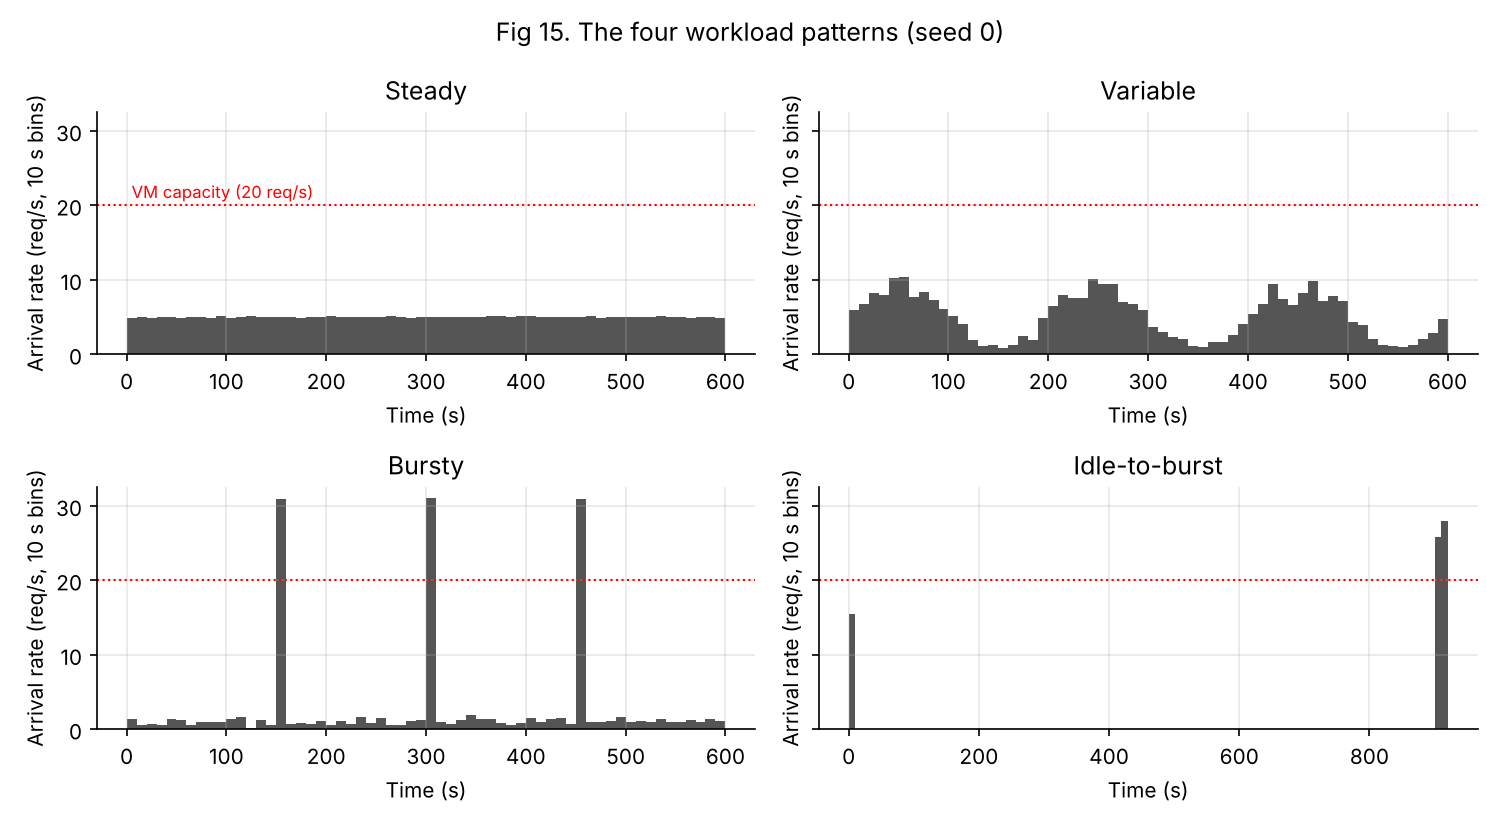 Fig 15. The four workload patterns (seed 0)
Steady
Arrival rate (req/s, 10 s bins)
30
20
10
0
VM capacity (20 req/s)
0 100 200 300 400 500 600
Time (s)
Variable
Arrival rate (req/s, 10 s bins)
0 100 200 300 400 500 600
Time (s)
Bursty
Arrival rate (req/s, 10 s bins)
30
20
10
0
0 100 200 300 400 500 600
Time (s)
Idle-to-burst
Arrival rate (req/s, 10 s bins)
0 200 400 600 800
Time (s)